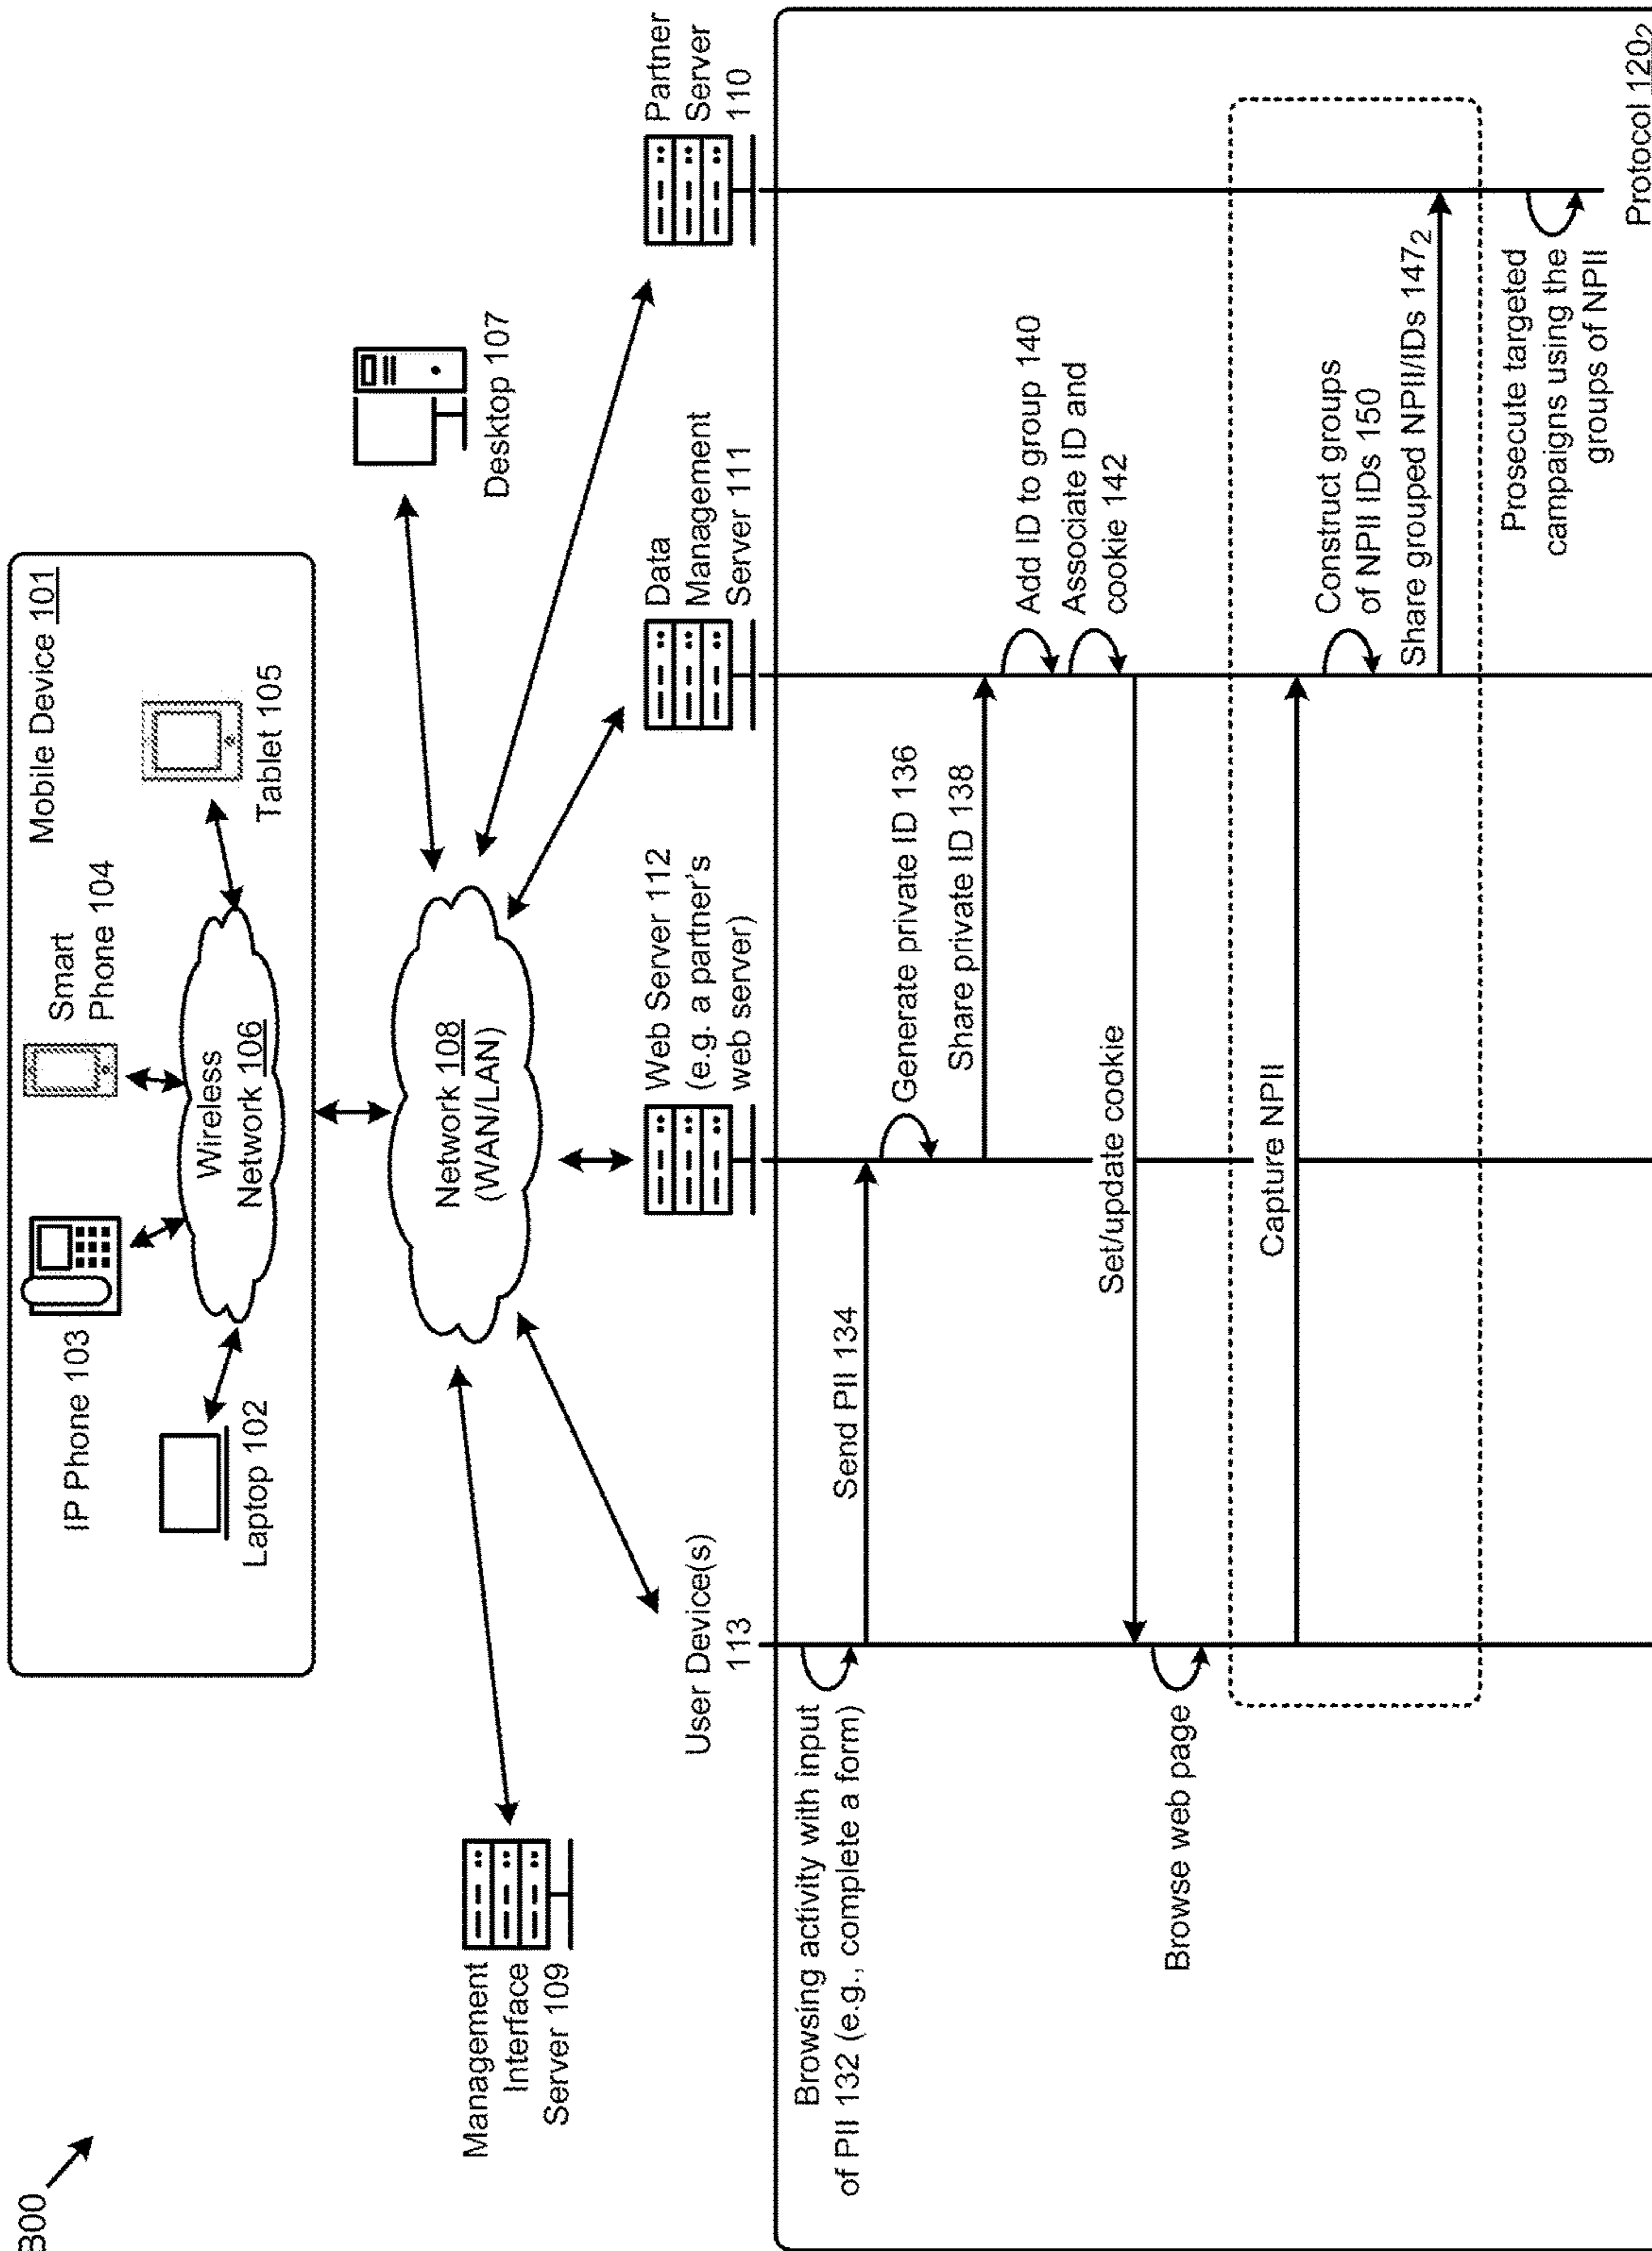 Mobile Device 101
IP Phone 103
Smart
Phone 104
Wireless
Network 106
Laptop 102
Tablet 105
Desktop 107
Network 108
(WAN/LAN)
Management
Interface
Server 109
User Device(s)
113
Web Server 112
(e.g. a partner's
web server)
Data
Management
Server 111
Partner
Server
110
Browsing activity with input
of PII 132 (e.g., complete a form)
Send PII 134
Generate private ID 136
Share private ID 138
Add ID to group 140
Associate ID and
cookie 142
Set/update cookie
Browse web page
Capture NPII
Construct groups
of NPII IDs 150
Share grouped NPII/IDs 147₂
Prosecute targeted
campaigns using the
groups of NPII
Protocol 120₂